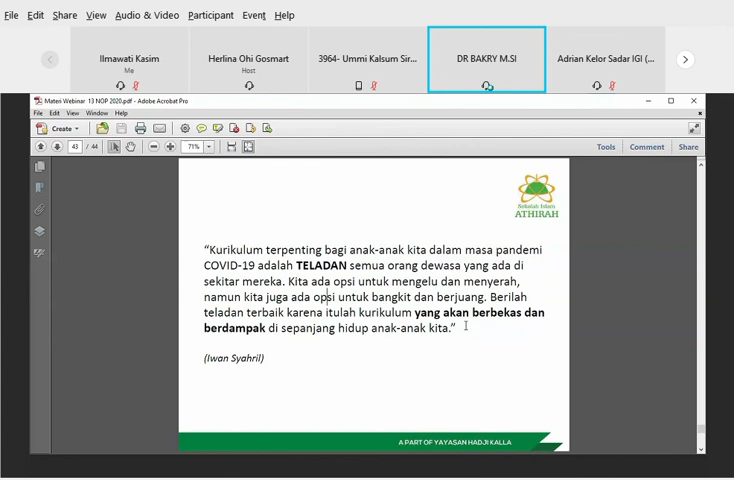 File Edit Share View Audio & Video Participant Event Help
Ilmawati Kasim
Me
Herlina Ohi Gosmart
Host
3964- Ummi Kalsum Sir...
DR BAKRY M.SI
Adrian Kelor Sadar IGI (...
Materi Webinar 13 NOP 2020.pdf - Adobe Acrobat Pro
File Edit View Window Help
Create
43 / 44
71%
Tools Comment Share
Sekolah Islam
ATHIRAH
“Kurikulum terpenting bagi anak-anak kita dalam masa pandemi
COVID-19 adalah TELADAN semua orang dewasa yang ada di
sekitar mereka. Kita ada opsi untuk mengelu dan menyerah,
namun kita juga ada opsi untuk bangkit dan berjuang. Berilah
teladan terbaik karena itulah kurikulum yang akan berbekas dan
berdampak di sepanjang hidup anak-anak kita.”
(Iwan Syahril)
A PART OF YAYASAN HADJI KALLA